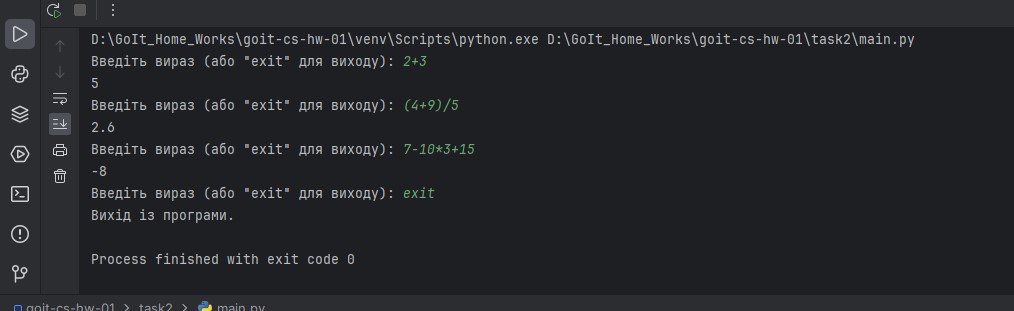 D:\GoIt_Home_Works\goit-cs-hw-01\venv\Scripts\python.exe D:\GoIt_Home_Works\goit-cs-hw-01\task2\main.py
Введіть вираз (або "exit" для виходу): 2+3
5
Введіть вираз (або "exit" для виходу): (4+9)/5
2.6
Введіть вираз (або "exit" для виходу): 7-10*3+15
-8
Введіть вираз (або "exit" для виходу): exit
Вихід із програми.
Process finished with exit code 0
goit-cs-hw-01 > task2 > main.py